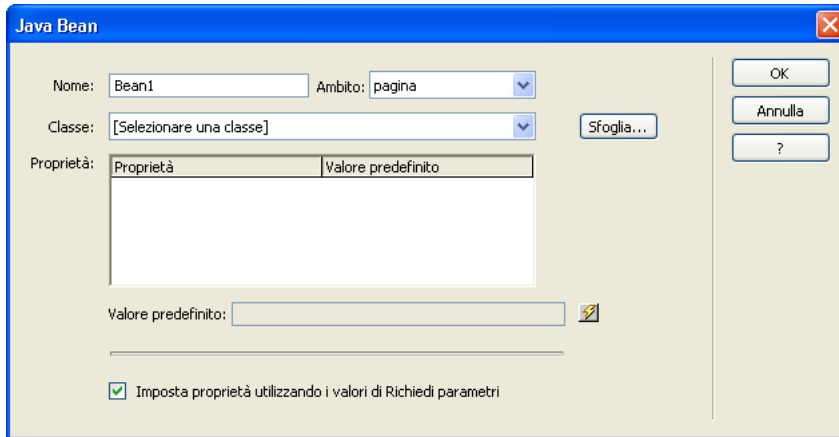 Java Bean
Nome: Bean1 Ambito: pagina OK
Classe: [Selezionare una classe] Sfoglia... Annulla
?
Proprietà: Proprietà Valore predefinito
Valore predefinito:
Imposta proprietà utilizzando i valori di Richiedi parametri